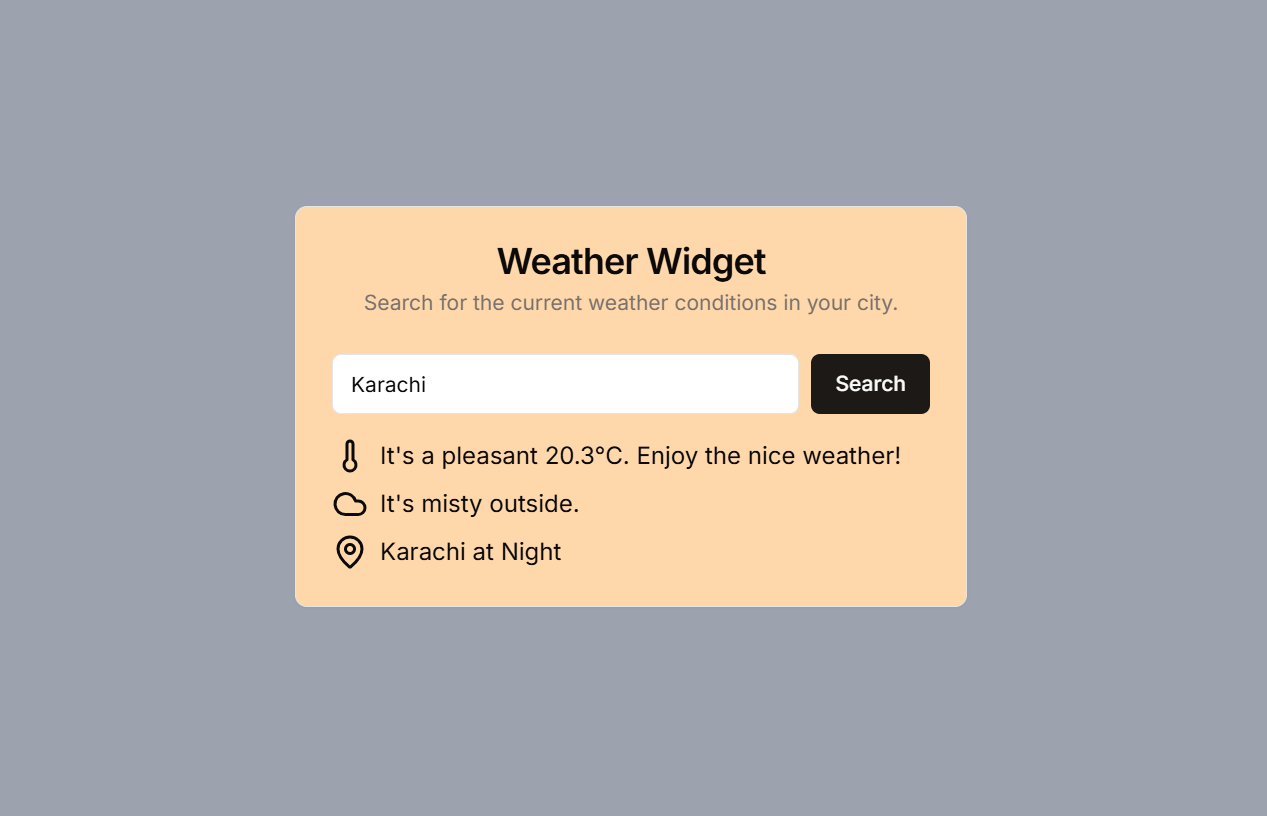 Weather Widget
Search for the current weather conditions in your city.
Karachi
Search
It's a pleasant 20.3°C. Enjoy the nice weather!
It's misty outside.
Karachi at Night